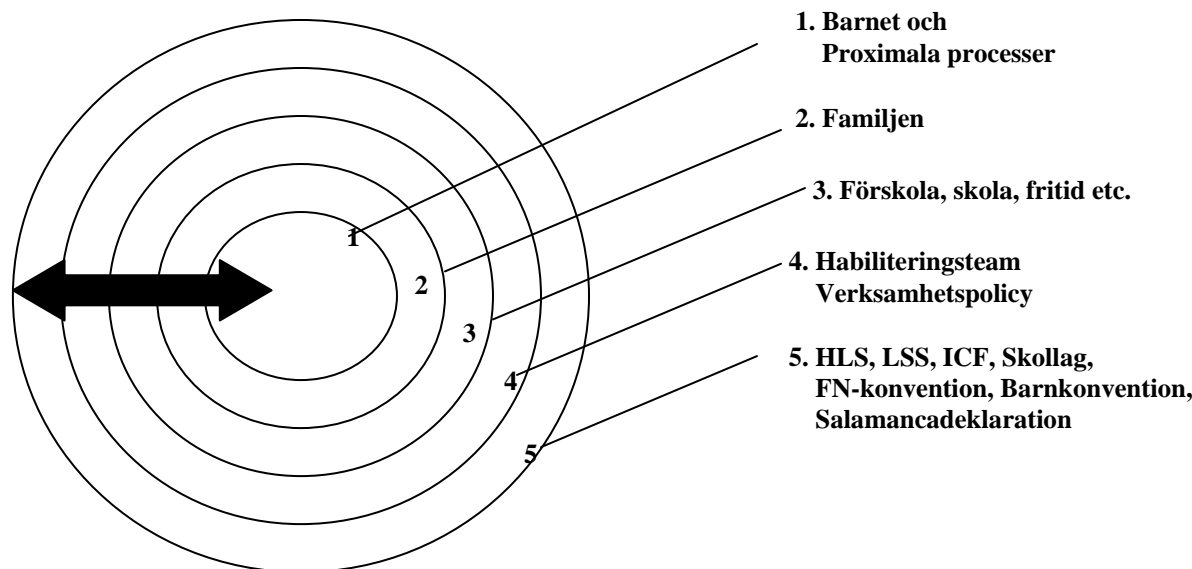 1. Barnet och
Proximala processer
2. Familjen
3. Förskola, skola, fritid etc.
4. Habiliteringsteam
Verksamhetspolicy
5. HLS, LSS, ICF, Skollag,
FN-konvention, Barnkonvention,
Salamancadeklaration
1
2
3
4
5